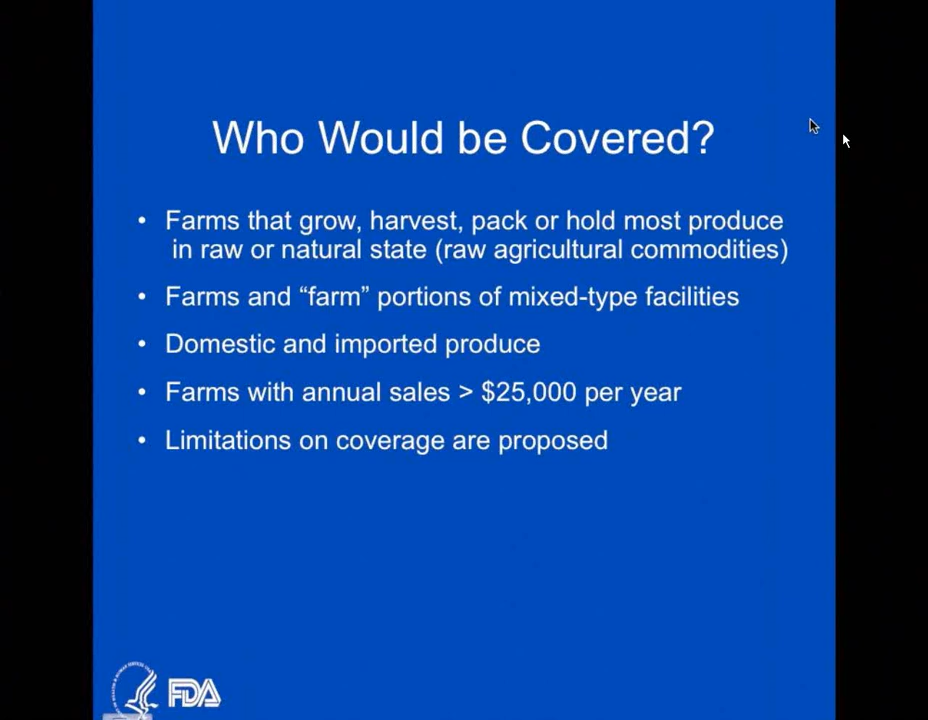 Who Would be Covered?
• Farms that grow, harvest, pack or hold most produce
in raw or natural state (raw agricultural commodities)
• Farms and “farm” portions of mixed-type facilities
• Domestic and imported produce
• Farms with annual sales > $25,000 per year
• Limitations on coverage are proposed
FDA